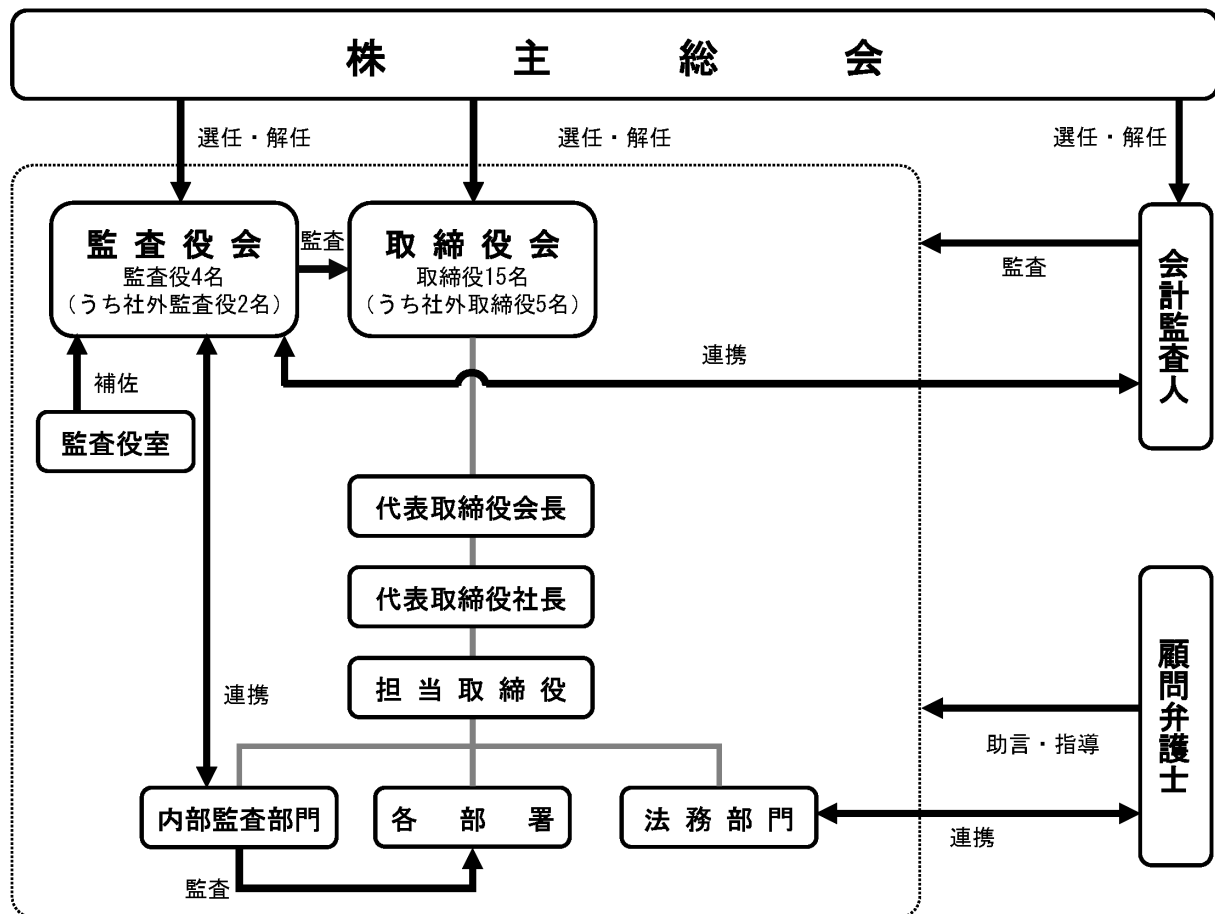 株主総会
選任・解任
選任・解任
選任・解任
監査役会
監査役4名
(うち社外監査役2名)
監査
取締役会
取締役15名
(うち社外取締役5名)
監査
会計監査人
連携
補佐
監査役室
代表取締役会長
代表取締役社長
担当取締役
連携
助言・指導
顧問弁護士
内部監査部門
各部署
法務部門
連携
監査